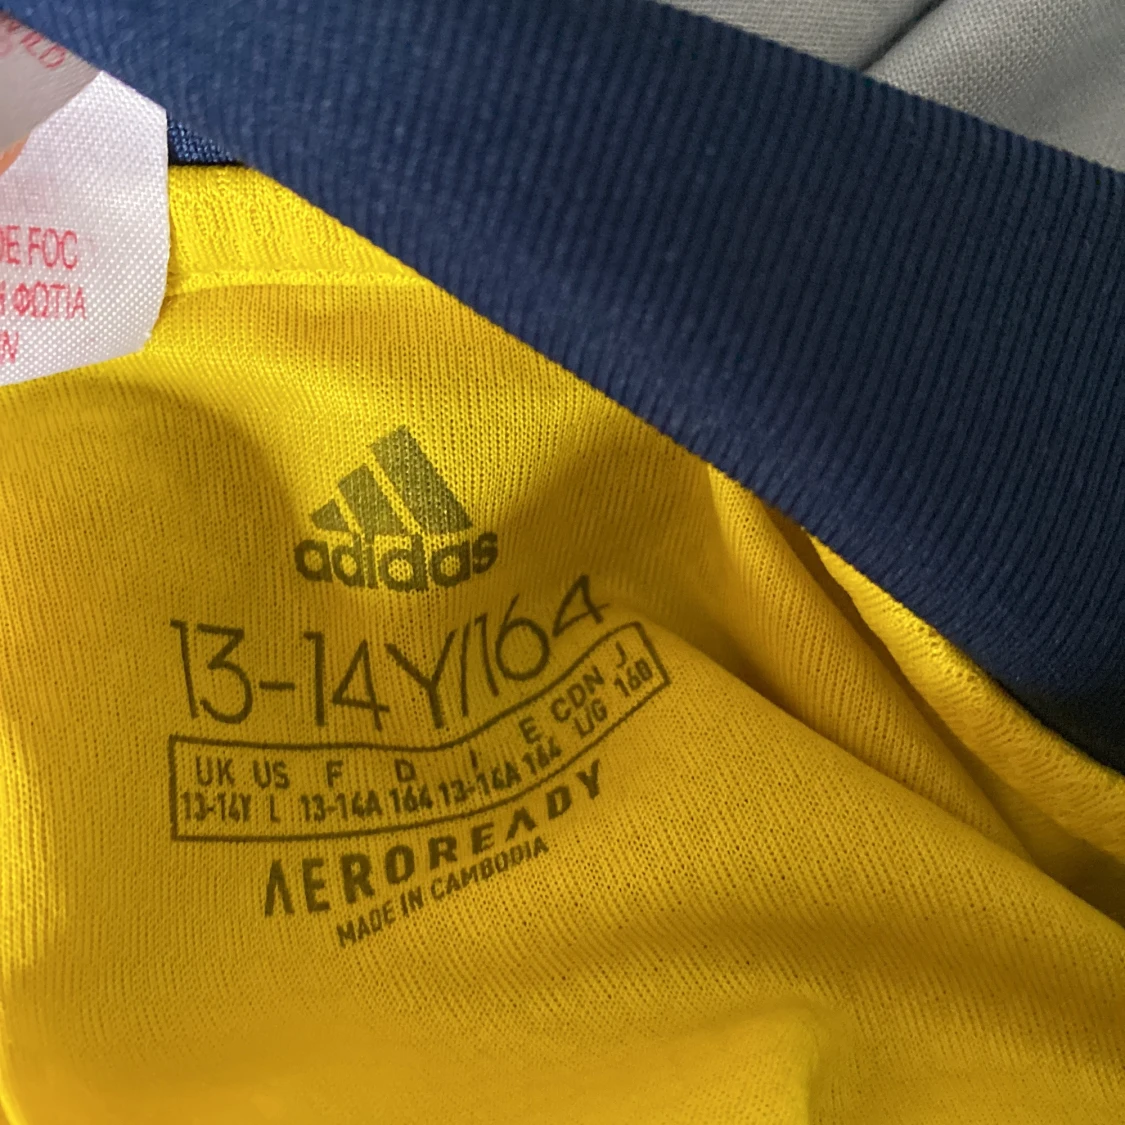 DE FOC
ΦΩΤΙΑ
adidas
13-14Y/164
UK US F D I E CDN J
13-14Y L 13-14A 164 13-14A 164 L/G 160
AEROREADY
MADE IN CAMBODIA